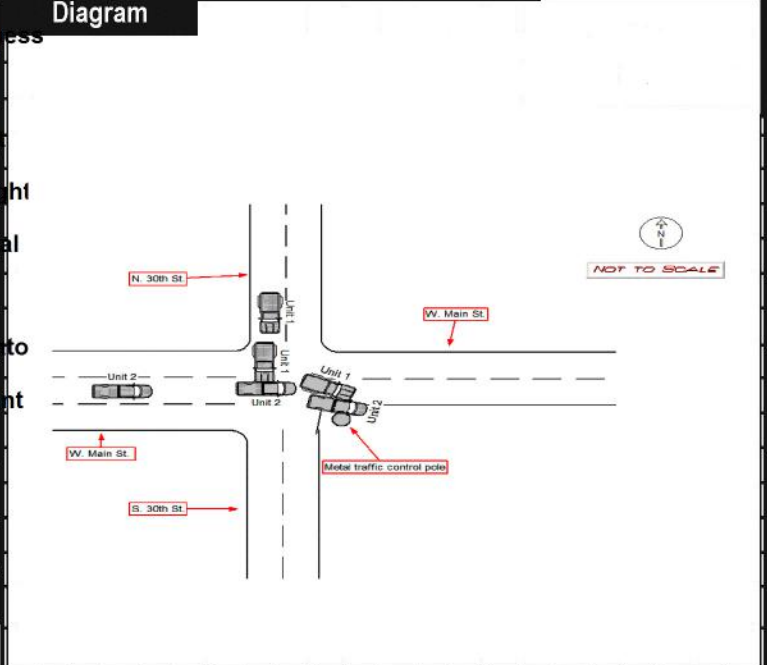 Diagram
ess
ght
al
N
NOT TO SCALE
N. 30th St.
W. Main St.
Unit 1
to
Unit 1
Unit 2
Unit 1
nt
Unit 2
Unit 2
W. Main St.
Metal traffic control pole
S. 30th St.